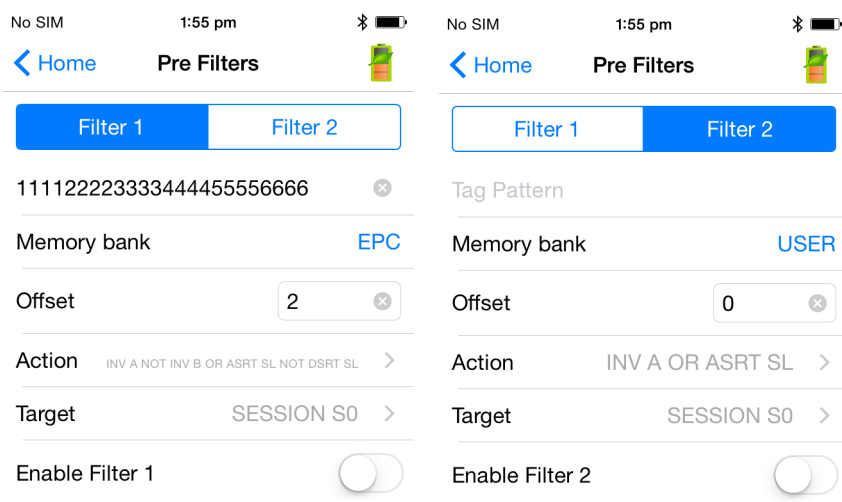 No SIM 1:55 pm
Home Pre Filters
Filter 1 Filter 2
111122223333444455556666
Memory bank EPC
Offset 2
Action INV A NOT INV B OR ASRT SL NOT DSRT SL
Target SESSION S0
Enable Filter 1
No SIM 1:55 pm
Home Pre Filters
Filter 1 Filter 2
Tag Pattern
Memory bank USER
Offset 0
Action INV A OR ASRT SL
Target SESSION S0
Enable Filter 2